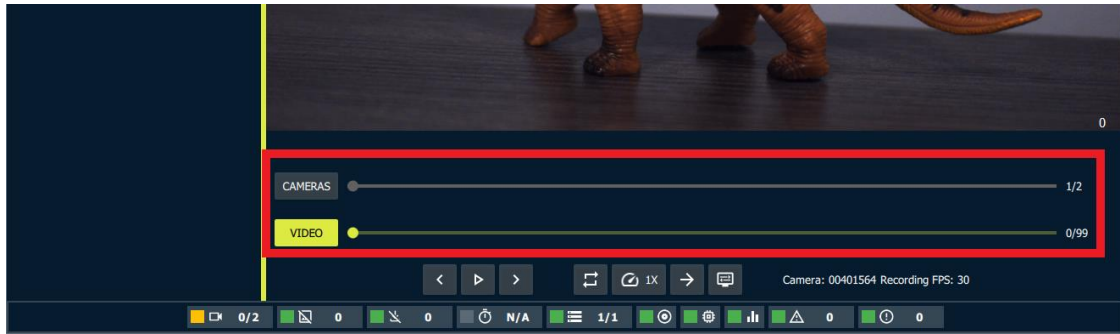 0
CAMERAS 1/2
VIDEO 0/99
1X Camera: 00401564 Recording FPS: 30
0/2 0 0 N/A 1/1 0 0